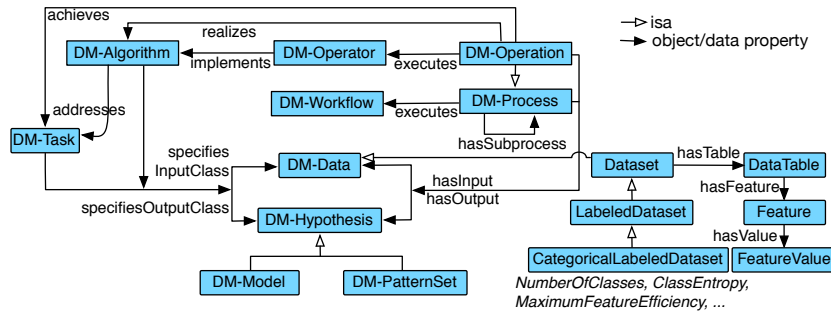 achieves
isa
realizes
object/data property
DM-Algorithm
DM-Operator
DM-Operation
implements
executes
DM-Workflow
DM-Process
addresses
executes
DM-Task
hasSubprocess
specifies
InputClass
DM-Data
Dataset
hasTable
DataTable
hasInput
hasFeature
specifiesOutputClass
hasOutput
DM-Hypothesis
LabeledDataset
Feature
hasValue
CategoricalLabeledDataset
FeatureValue
DM-Model
DM-PatternSet
NumberOfClasses, ClassEntropy,
MaximumFeatureEfficiency, ...